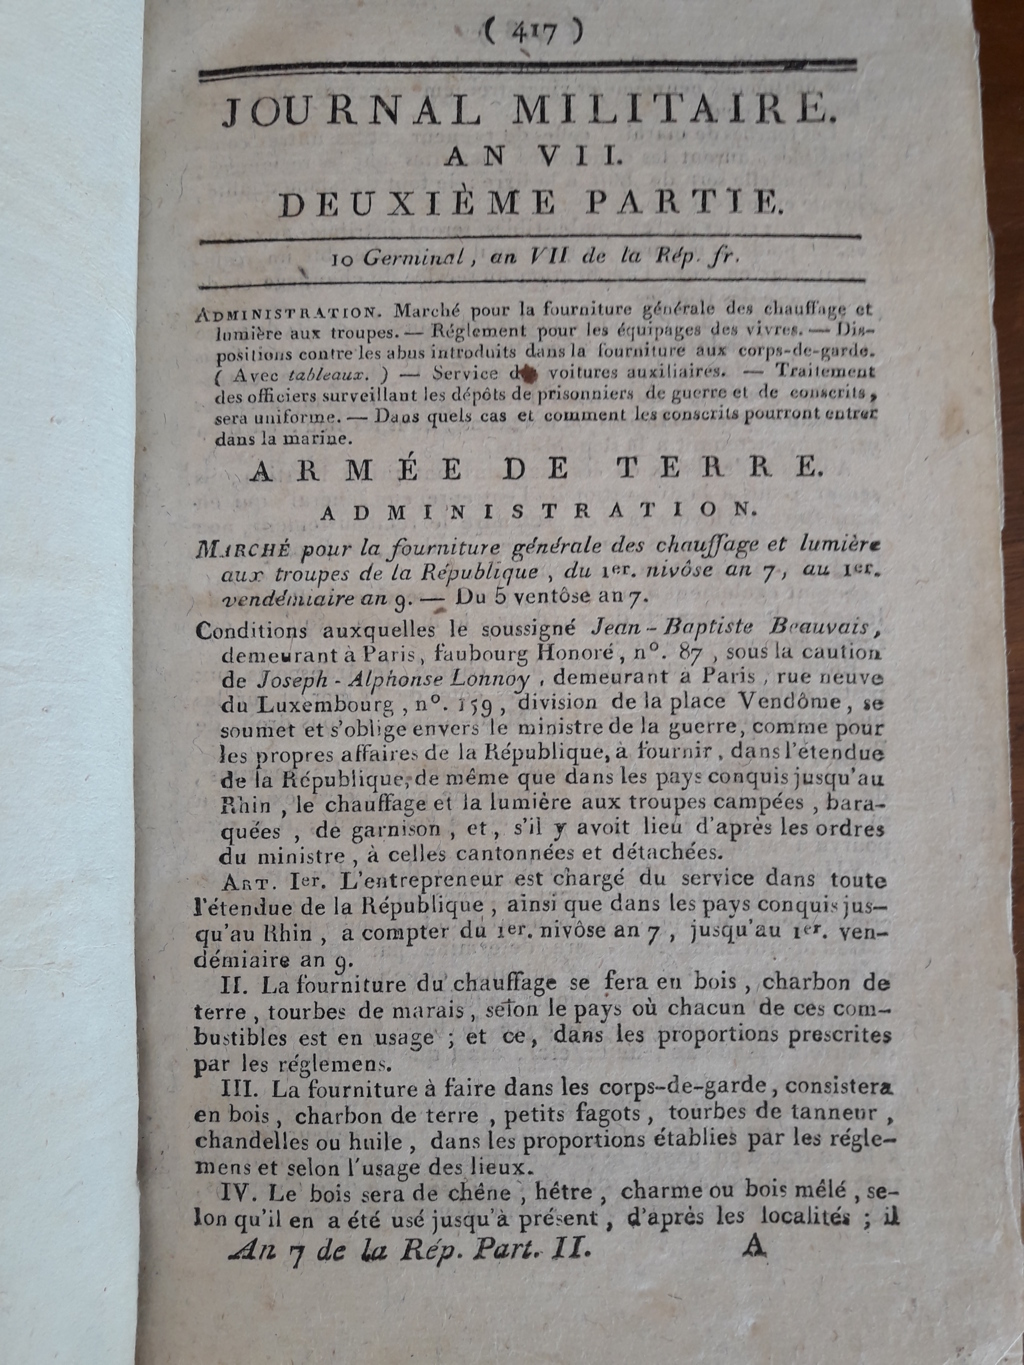 ( 417 )
JOURNAL MILITAIRE.
AN VII.
DEUXIÈME PARTIE.
10 Germinal, an VII de la Rép. fr.
ADMINISTRATION. Marché pour la fourniture générale des chauffage et
lumière aux troupes. — Réglement pour les équipages des vivres. — Dis-
positions contre les abus introduits dans la fourniture aux corps-de-garde.
( Avec tableaux. ) — Service des voitures auxiliaires. — Traitement
des officiers surveillant les dépôts de prisonniers de guerre et de conscrits,
sera uniforme. — Dans quels cas et comment les conscrits pourront entrer
dans la marine.
ARMÉE DE TERRE.
ADMINISTRATION.
MARCHÉ pour la fourniture générale des chauffage et lumière
aux troupes de la République, du 1er. nivôse an 7, au 1er.
vendémiaire an 9. — Du 5 ventôse an 7.
Conditions auxquelles le soussigné Jean-Baptiste Beauvais,
demeurant à Paris, faubourg Honoré, n°. 87, sous la caution
de Joseph-Alphonse Lonnoy, demeurant à Paris, rue neuve
du Luxembourg, n°. 159, division de la place Vendôme, se
soumet et s'oblige envers le ministre de la guerre, comme pour
les propres affaires de la République, à fournir, dans l'étendue
de la République, de même que dans les pays conquis jusqu'au
Rhin, le chauffage et la lumière aux troupes campées, bara-
quées, de garnison, et, s'il y avoit lieu d'après les ordres
du ministre, à celles cantonnées et détachées.
ART. Ier. L'entrepreneur est chargé du service dans toute
l'étendue de la République, ainsi que dans les pays conquis jus-
qu'au Rhin, a compter du 1er. nivôse an 7, jusqu'au 1er. ven-
démiaire an 9.
II. La fourniture du chauffage se fera en bois, charbon de
terre, tourbes de marais, selon le pays où chacun de ces com-
bustibles est en usage ; et ce, dans les proportions prescrites
par les réglemens.
III. La fourniture à faire dans les corps-de-garde, consistera
en bois, charbon de terre, petits fagots, tourbes de tanneur,
chandelles ou huile, dans les proportions établies par les régle-
mens et selon l'usage des lieux.
IV. Le bois sera de chêne, hêtre, charme ou bois mêlé, se-
lon qu'il en a été usé jusqu'à présent, d'après les localités ; il
An 7 de la Rép. Part. II. A